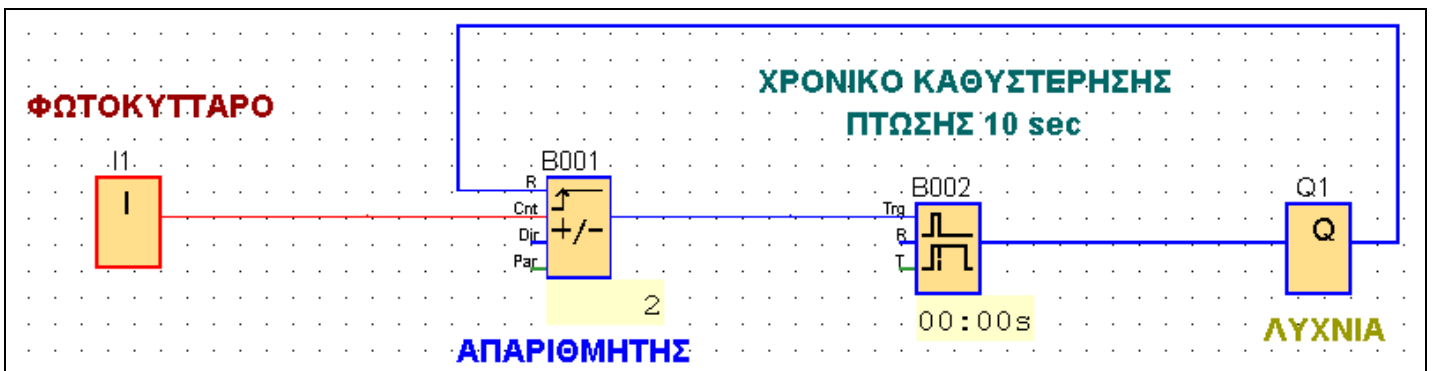 ΧΡΟΝΙΚΟ ΚΑΘΥΣΤΕΡΗΣΗΣ
ΠΤΩΣΗΣ 10 sec
ΦΩΤΟΚΥΤΤΑΡΟ
I1
I
B001
R
Cnt
Dir
Par
+/-
2
ΑΠΑΡΙΘΜΗΤΗΣ
B002
Trg
R
T
00:00s
Q1
Q
ΛΥΧΝΙΑ